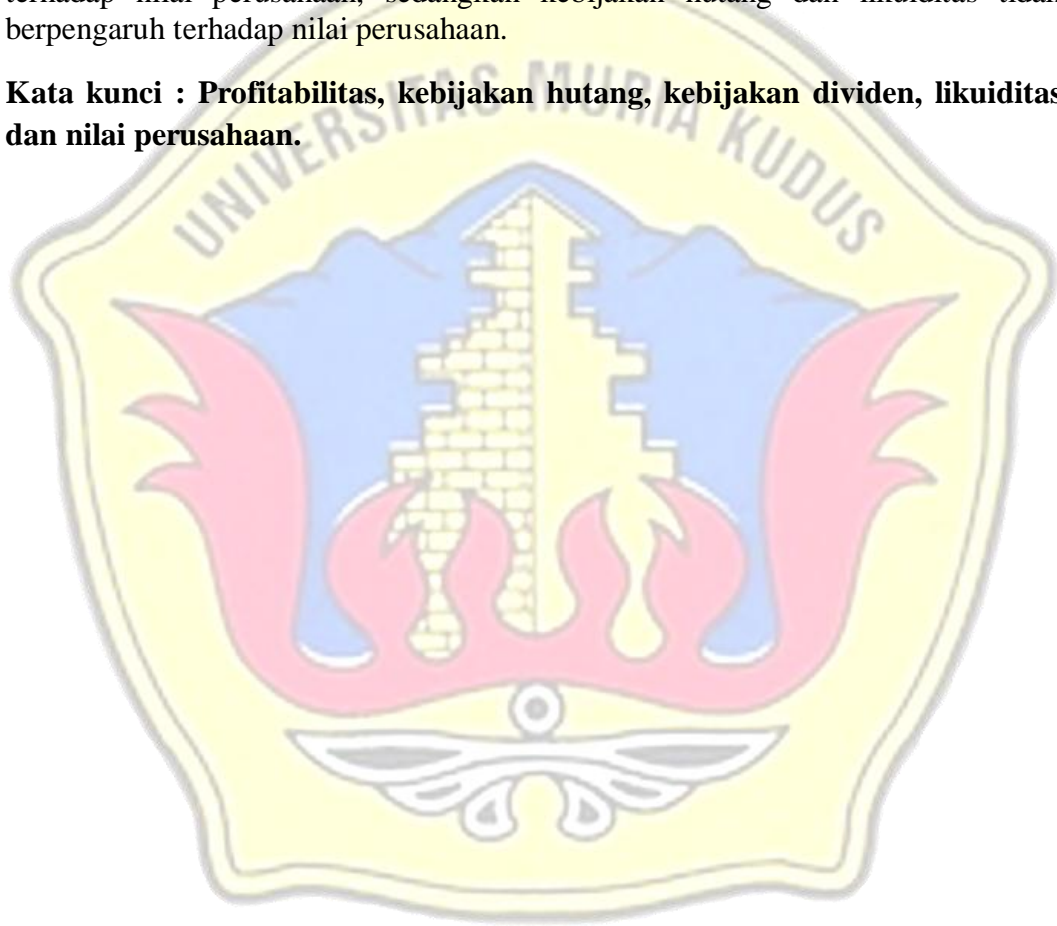 terhadap nilai perusahaan, sedangkan kebijakan hutang dan likuiditas tidak
berpengaruh terhadap nilai perusahaan.
Kata kunci : Profitabilitas, kebijakan hutang, kebijakan dividen, likuiditas
dan nilai perusahaan.
UNIVERSITAS MURIA KUDUS